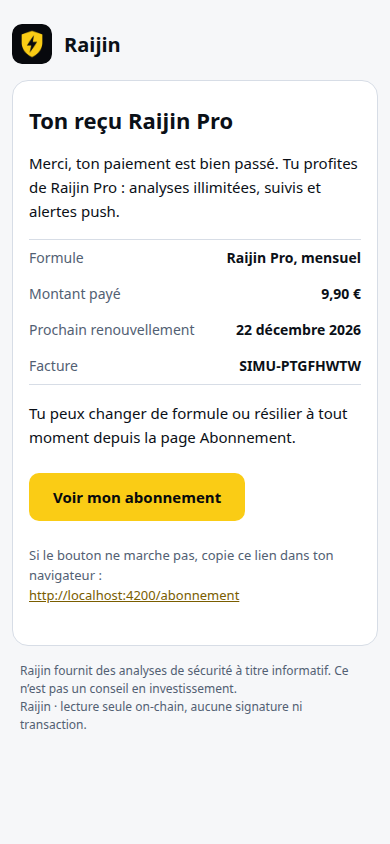 Raijin
Ton reçu Raijin Pro
Merci, ton paiement est bien passé. Tu profites
de Raijin Pro : analyses illimitées, suivis et
alertes push.
Formule Raijin Pro, mensuel
Montant payé 9,90 €
Prochain renouvellement 22 décembre 2026
Facture SIMU-PTGFHWTW
Tu peux changer de formule ou résilier à tout
moment depuis la page Abonnement.
Voir mon abonnement
Si le bouton ne marche pas, copie ce lien dans ton
navigateur :
http://localhost:4200/abonnement
Raijin fournit des analyses de sécurité à titre informatif. Ce
n'est pas un conseil en investissement.
Raijin · lecture seule on-chain, aucune signature ni
transaction.